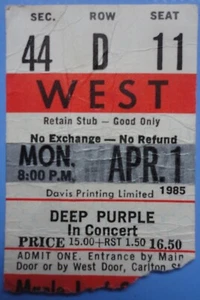 SEC. ROW SEAT
44 D 11
WEST
Retain Stub — Good Only
No Exchange — No Refund
MON. APR. 1
8:00 P.M.
Davis Printing Limited 1985
DEEP PURPLE
In Concert
PRICE 15.00+RST 1.50 16.50
ADMIT ONE. Entrance by Main
Door or by West Door, Carlton St